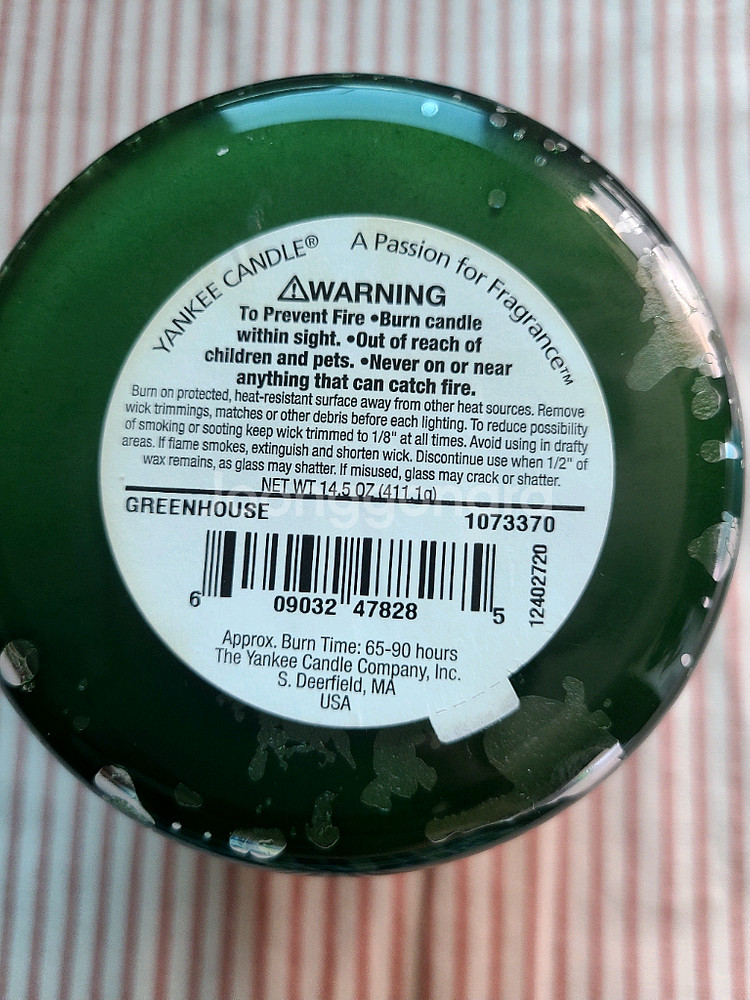 YANKEE CANDLE® A Passion for Fragrance™
⚠WARNING
To Prevent Fire •Burn candle
within sight. •Out of reach of
children and pets. •Never on or near
anything that can catch fire.
Burn on protected, heat-resistant surface away from other heat sources. Remove
wick trimmings, matches or other debris before each lighting. To reduce possibility
of smoking or sooting keep wick trimmed to 1/8" at all times. Avoid using in drafty
areas. If flame smokes, extinguish and shorten wick. Discontinue use when 1/2" of
wax remains, as glass may shatter. If misused, glass may crack or shatter.
NET WT 14.5 OZ (411.1g)
GREENHOUSE 1073370
12402720
6 09032 47828 5
Approx. Burn Time: 65-90 hours
The Yankee Candle Company, Inc.
S. Deerfield, MA
USA